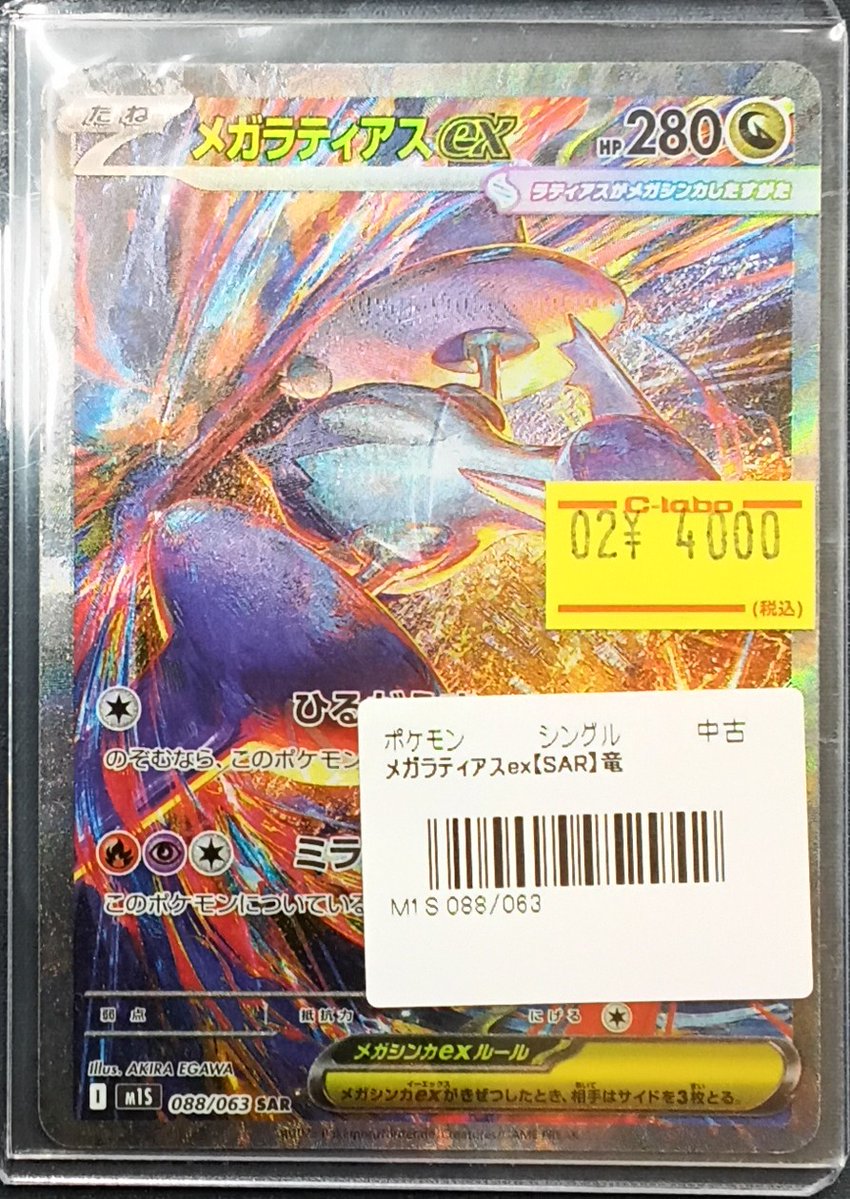 たね
メガラティアスex
HP280
ラティアスがメガシンカしたすがた
C-labo
02¥ 4000
(税込)
ひる
のぞむなら、このポケモン
ミラ
このポケモンについている
ポケモン シングル 中古
メガラティアスex【SAR】竜
M1S 088/063
弱点 抵抗力 にげる
Illus. AKIRA EGAWA
メガシンカexルール
メガシンカexがきぜつしたとき、相手はサイドを3枚とる。
I m1S 088/063 SAR